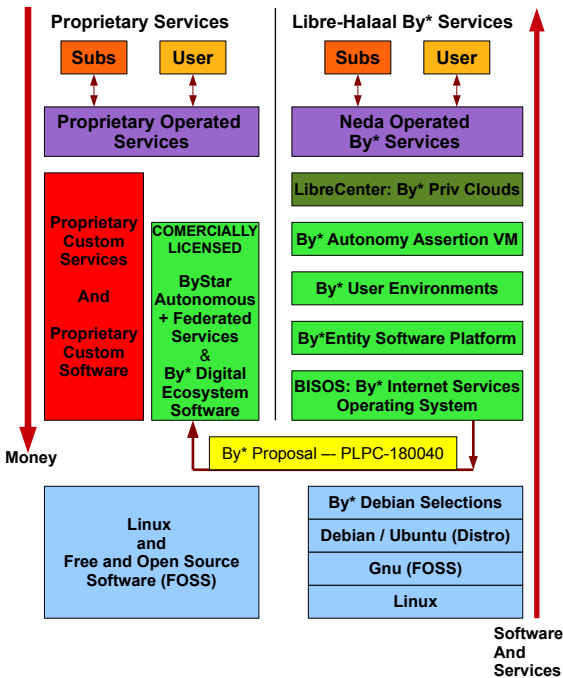 Proprietary Services
Subs
User
Proprietary Operated
Services
Proprietary
Custom
Services
And
Proprietary
Custom
Software
COMERCIALLY
LICENSED
ByStar
Autonomous
+ Federated
Services
&
By* Digital
Ecosystem
Software
Libre-Halaal By* Services
Subs
User
Neda Operated
By* Services
LibreCenter: By* Priv Clouds
By* Autonomy Assertion VM
By* User Environments
By*Entity Software Platform
BISOS: By* Internet Services
Operating System
Money
By* Proposal –- PLPC-180040
Linux
and
Free and Open Source
Software (FOSS)
By* Debian Selections
Debian / Ubuntu (Distro)
Gnu (FOSS)
Linux
Software
And
Services